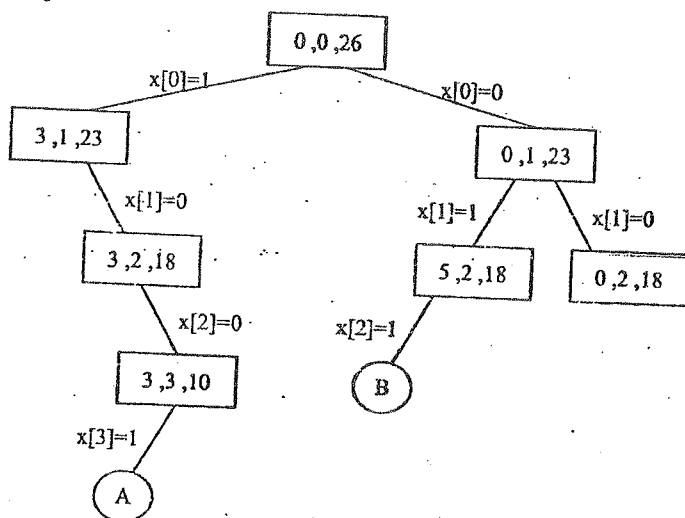 0,0,26
x[0]=1
x[0]=0
3,1,23
0,1,23
x[1]=0
x[1]=1
x[1]=0
3,2,18
5,2,18
0,2,18
x[2]=0
x[2]=1
3,3,10
B
x[3]=1
A